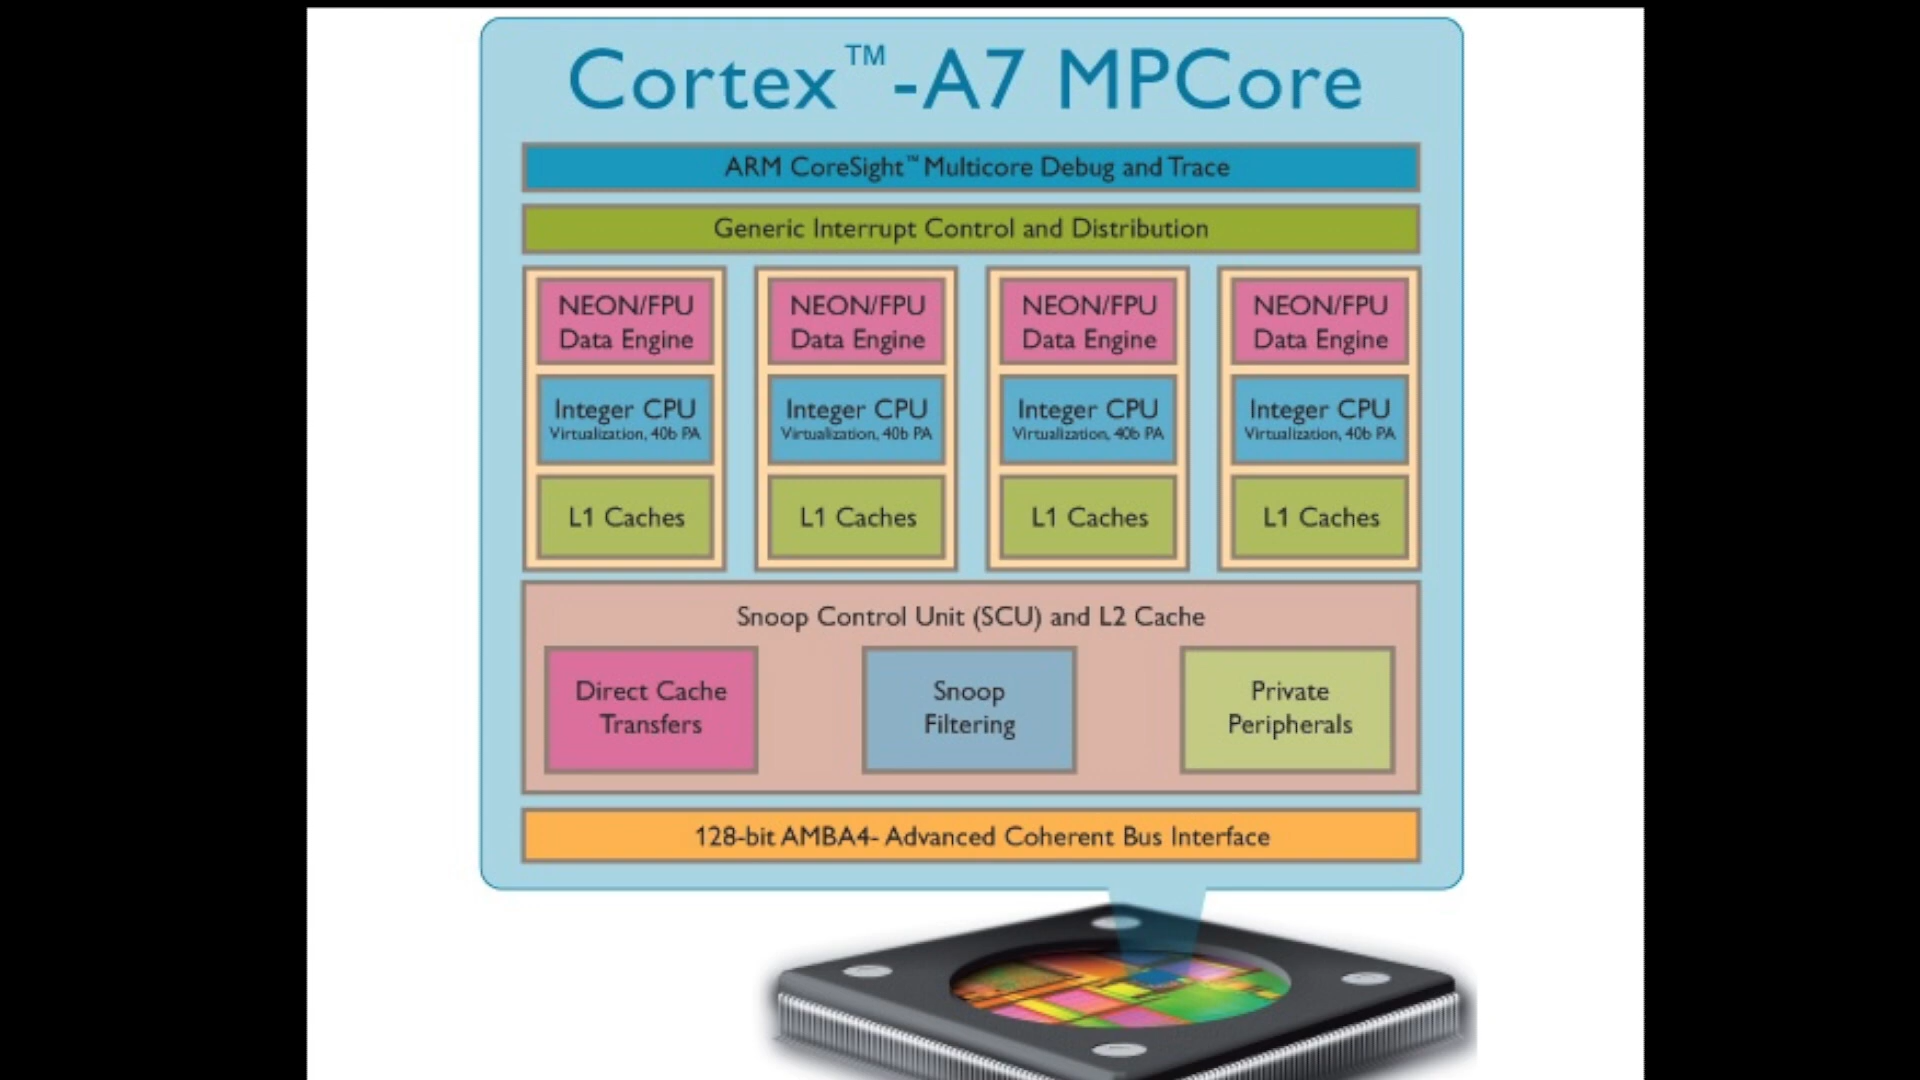 Cortex™-A7 MPCore
ARM CoreSight™ Multicore Debug and Trace
Generic Interrupt Control and Distribution
NEON/FPU
Data Engine
Integer CPU
Virtualization, 40b PA
L1 Caches
NEON/FPU
Data Engine
Integer CPU
Virtualization, 40b PA
L1 Caches
NEON/FPU
Data Engine
Integer CPU
Virtualization, 40b PA
L1 Caches
NEON/FPU
Data Engine
Integer CPU
Virtualization, 40b PA
L1 Caches
Snoop Control Unit (SCU) and L2 Cache
Direct Cache
Transfers
Snoop
Filtering
Private
Peripherals
128-bit AMBA4- Advanced Coherent Bus Interface